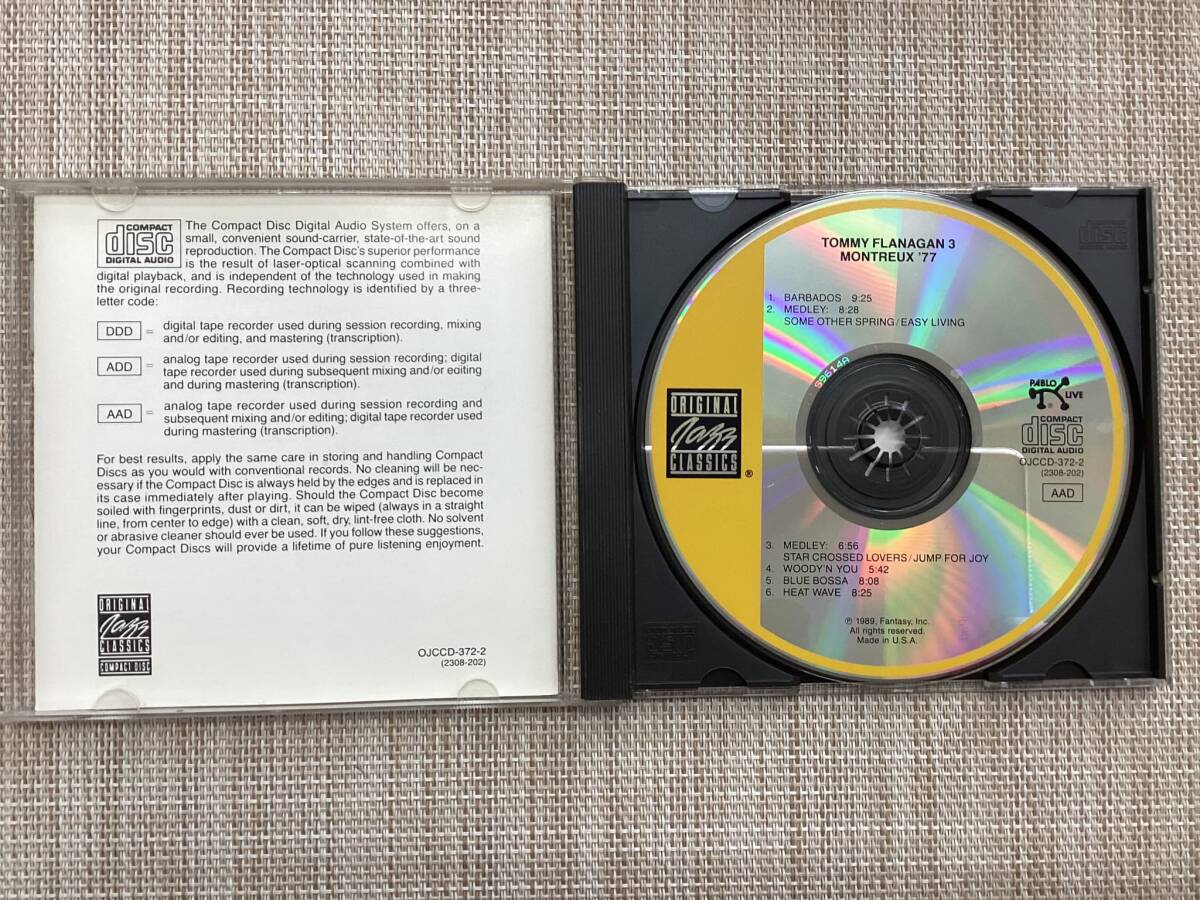 COMPACT
disc
DIGITAL AUDIO
The Compact Disc Digital Audio System offers, on a
small, convenient sound-carrier, state-of-the-art sound
reproduction. The Compact Disc's superior performance
is the result of laser-optical scanning combined with
digital playback, and is independent of the technology used in making
the original recording. Recording technology is identified by a three-
letter code:
DDD = digital tape recorder used during session recording, mixing
and/or editing, and mastering (transcription).
ADD = analog tape recorder used during session recording; digital
tape recorder used during subsequent mixing and/or editing
and during mastering (transcription).
AAD = analog tape recorder used during session recording and
subsequent mixing and/or editing; digital tape recorder used
during mastering (transcription).
For best results, apply the same care in storing and handling Compact
Discs as you would with conventional records. No cleaning will be nec-
essary if the Compact Disc is always held by the edges and is replaced in
its case immediately after playing. Should the Compact Disc become
soiled with fingerprints, dust or dirt, it can be wiped (always in a straight
line, from center to edge) with a clean, soft, dry, lint-free cloth. No solvent
or abrasive cleaner should ever be used. If you follow these suggestions,
your Compact Discs will provide a lifetime of pure listening enjoyment.
ORIGINAL
Jazz
CLASSICS
COMPACT DISC
OJCCD-372-2
(2308-202)
TOMMY FLANAGAN 3
MONTREUX '77
1. BARBADOS 9:25
2. MEDLEY: 8:28
SOME OTHER SPRING/EASY LIVING
S9614A
ORIGINAL
Jazz
CLASSICS
®
PABLO
LIVE
®
COMPACT
disc
DIGITAL AUDIO
OJCCD-372-2
(2308-202)
AAD
3. MEDLEY: 6:56
STAR CROSSED LOVERS/JUMP FOR JOY
4. WOODY'N YOU 5:42
5. BLUE BOSSA 8:08
6. HEAT WAVE 8:25
℗ 1989, Fantasy, Inc.
All rights reserved.
Made in U.S.A.